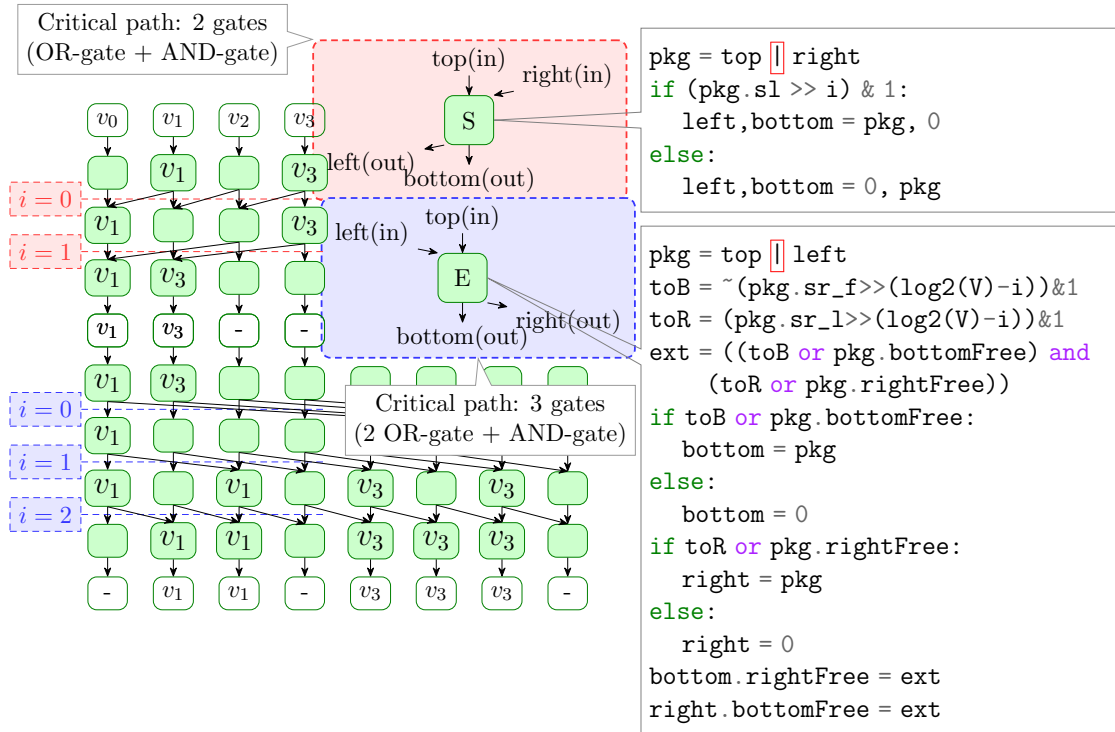 Critical path: 2 gates
(OR-gate + AND-gate)
top(in)
right(in)
S
left(out)
bottom(out)
pkg = top | right
if (pkg.sl >> i) & 1:
left,bottom = pkg, 0
else:
left,bottom = 0, pkg
v0 v1 v2 v3
v1 v3
i = 0
v1 v3
i = 1
v1 v3
v1 v3 - -
top(in)
left(in)
E
right(out)
bottom(out)
Critical path: 3 gates
(2 OR-gate + AND-gate)
pkg = top | left
toB = ~(pkg.sr_f>>(log2(V)-i))&1
toR = (pkg.sr_l>>(log2(V)-i))&1
ext = ((toB or pkg.bottomFree) and
(toR or pkg.rightFree))
if toB or pkg.bottomFree:
bottom = pkg
else:
bottom = 0
if toR or pkg.rightFree:
right = pkg
else:
right = 0
bottom.rightFree = ext
right.bottomFree = ext
v1 v3
i = 0
v1
i = 1
v1 v1 v3 v3
i = 2
v1 v1 v3 v3 v3
- v1 v1 - v3 v3 v3 -